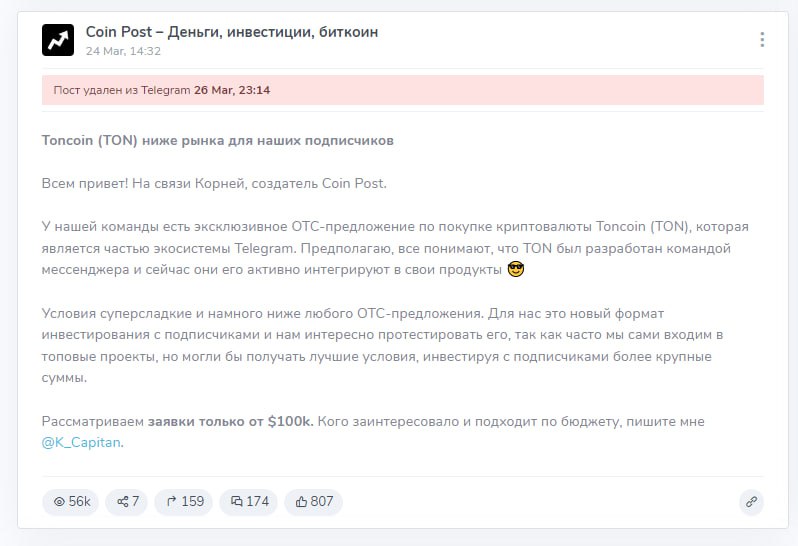 Coin Post – Деньги, инвестиции, биткоин
24 Mar, 14:32
Пост удален из Telegram 26 Mar, 23:14
Toncoin (TON) ниже рынка для наших подписчиков
Всем привет! На связи Корней, создатель Coin Post.
У нашей команды есть эксклюзивное OTC-предложение по покупке криптовалюты Toncoin (TON), которая
является частью экосистемы Telegram. Предполагаю, все понимают, что TON был разработан командой
мессенджера и сейчас они его активно интегрируют в свои продукты 😎
Условия суперсладкие и намного ниже любого OTC-предложения. Для нас это новый формат
инвестирования с подписчиками и нам интересно протестировать его, так как часто мы сами входим в
топовые проекты, но могли бы получать лучшие условия, инвестируя с подписчиками более крупные
суммы.
Рассматриваем заявки только от $100k. Кого заинтересовало и подходит по бюджету, пишите мне
@K_Capitan.
56k 7 159 174 807